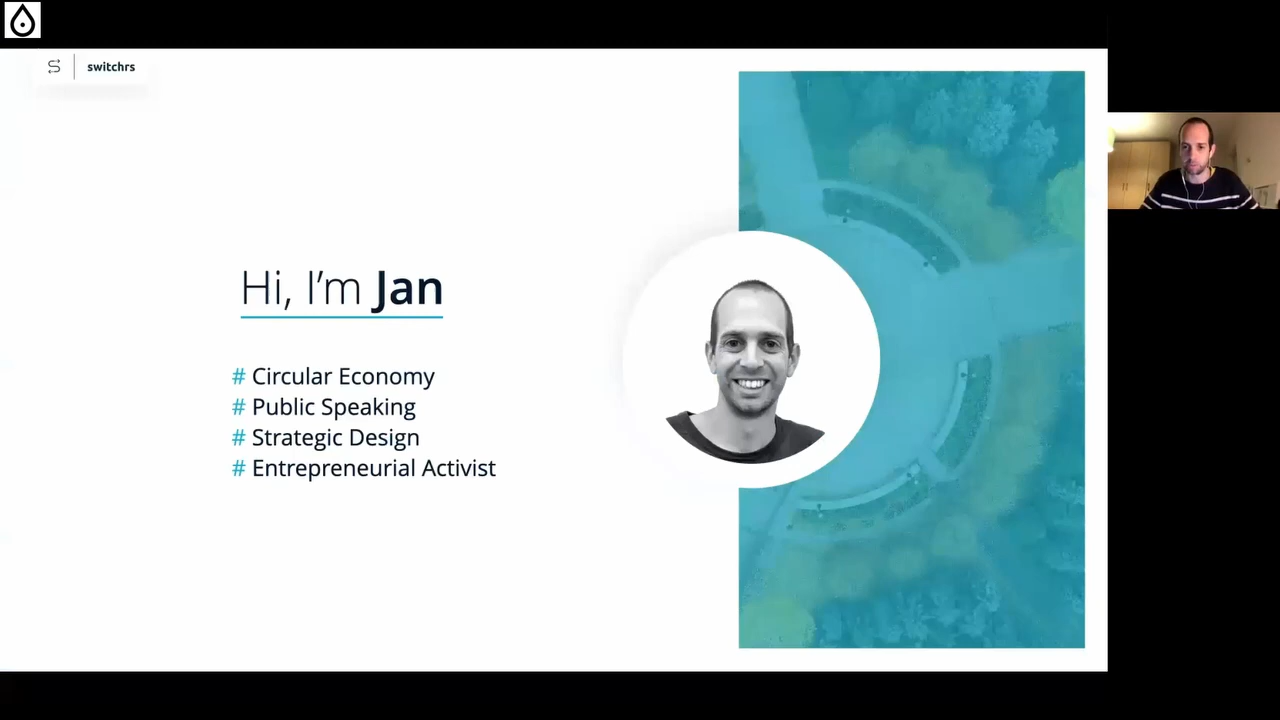 switchrs
Hi, I'm Jan
# Circular Economy
# Public Speaking
# Strategic Design
# Entrepreneurial Activist